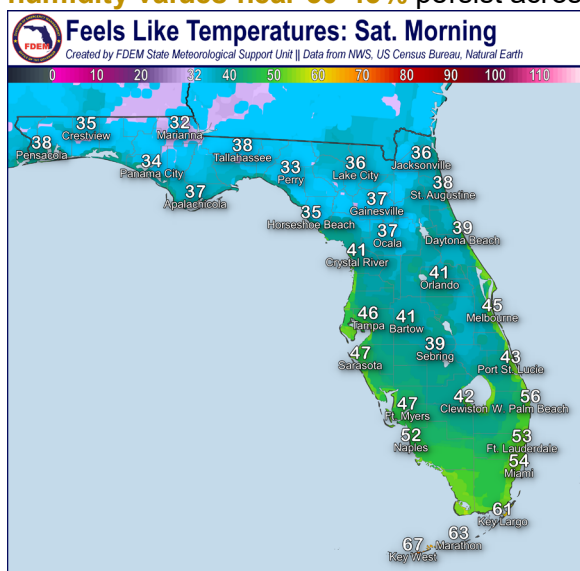 humidity values near 30-40% persist acros
FDEM
Feels Like Temperatures: Sat. Morning
Created by FDEM State Meteorological Support Unit || Data from NWS, US Census Bureau, Natural Earth
0 10 20 32 40 50 60 70 80 90 100 110
35
Crestview
32
Marianna
38
Pensacola
34
Panama City
38
Tallahassee
33
Perry
36
Lake City
36
Jacksonville
37
Apalachicola
38
St. Augustine
37
Gainesville
35
Horseshoe Beach
37
Ocala
39
Daytona Beach
41
Crystal River
41
Orlando
45
Melbourne
46
Tampa
41
Bartow
47
Sarasota
39
Sebring
43
Port St. Lucie
47
Ft. Myers
42
Clewiston W
56
Palm Beach
52
Naples
53
Ft. Lauderdale
54
Miami
61
Key Largo
63
Marathon
67
Key West